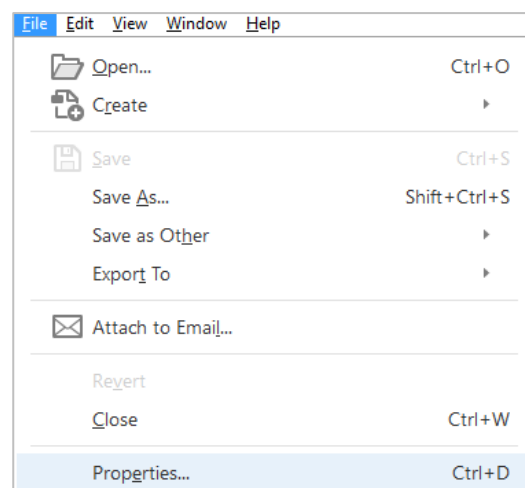 File Edit View Window Help
Open... Ctrl+O
Create
Save Ctrl+S
Save As... Shift+Ctrl+S
Save as Other
Export To
Attach to Email...
Revert
Close Ctrl+W
Properties... Ctrl+D